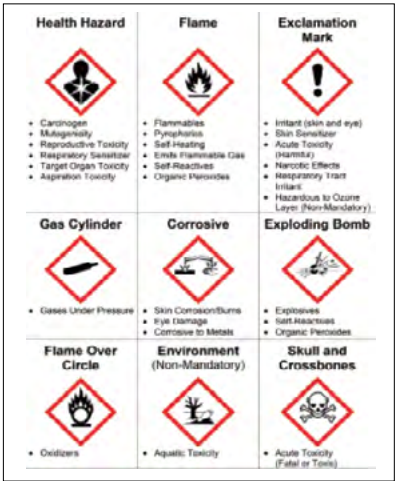 Health Hazard
Flame
Exclamation
Mark
Carcinogen
Mutagenicity
Reproductive Toxicity
Respiratory Sensitizer
Target Organ Toxicity
Aspiration Toxicity
Flammables
Pyrophorics
Self-Heating
Emits Flammable Gas
Self-Reactives
Organic Peroxides
Irritant (skin and eye)
Skin Sensitizer
Acute Toxicity
(Harmful)
Narcotic Effects
Respiratory Tract
Irritant
Hazardous to Ozone
Layer (Non-Mandatory)
Gas Cylinder
Corrosive
Exploding Bomb
Gases Under Pressure
Skin Corrosion/Burns
Eye Damage
Corrosive to Metals
Explosives
Self-Reactives
Organic Peroxides
Flame Over
Circle
Environment
(Non-Mandatory)
Skull and
Crossbones
Oxidizers
Aquatic Toxicity
Acute Toxicity
(Fatal or Toxic)